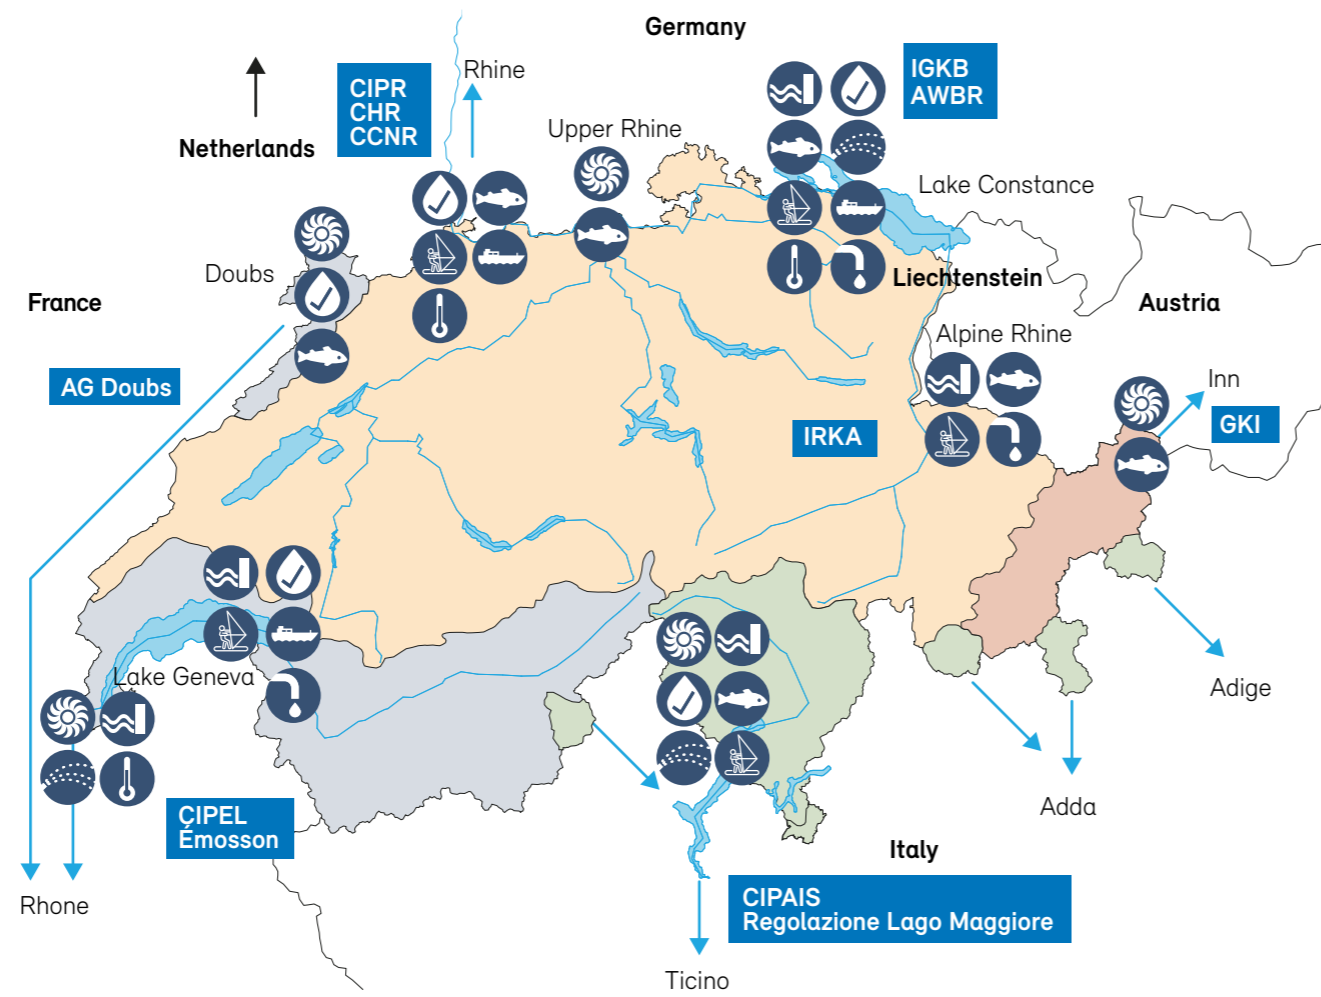 Germany
IGKB
AWBR
CIPR
CHR
CCNR
Rhine
Netherlands
Upper Rhine
Lake Constance
Doubs
Liechtenstein
France
Austria
Alpine Rhine
AG Doubs
Inn
GKI
IRKA
Lake Geneva
Adige
CIPEL
Émosson
Adda
Italy
Rhone
CIPAIS
Regolazione Lago Maggiore
Ticino